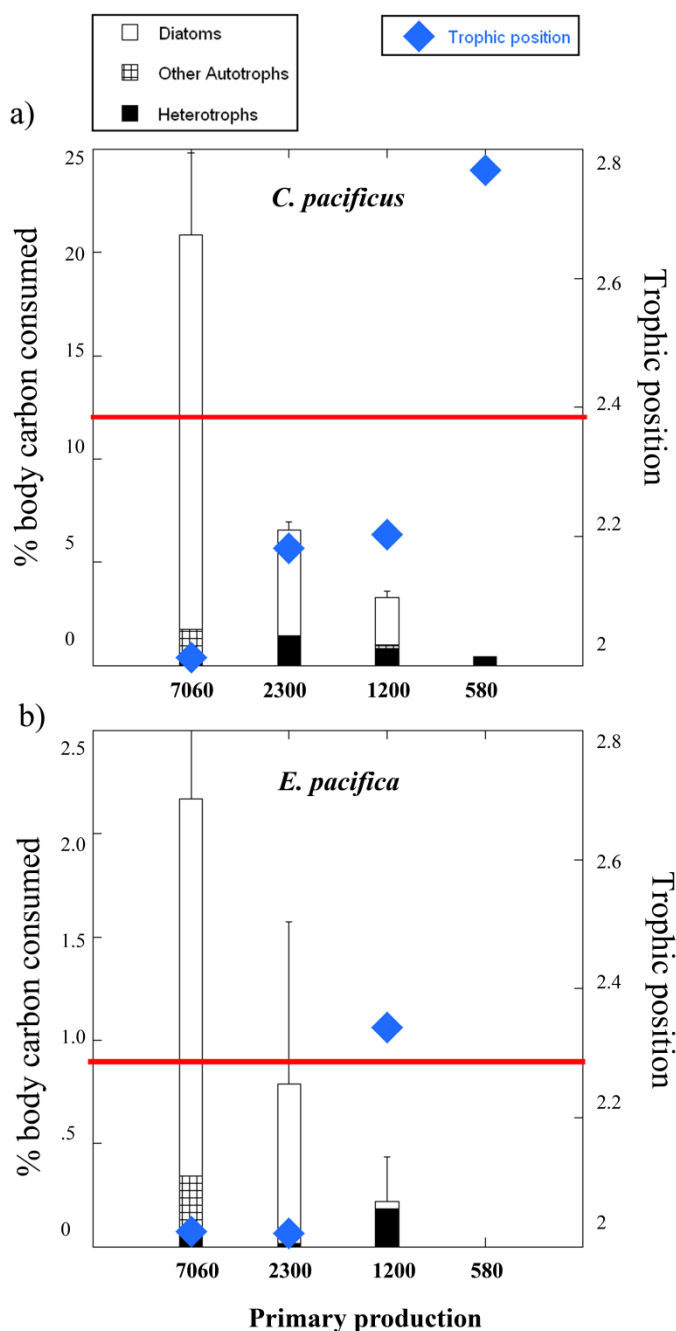 Diatoms
Other Autotrophs
Heterotrophs
Trophic position
a)
C. pacificus
25
20
15
10
5
0
% body carbon consumed
2.8
2.6
2.4
2.2
2
Trophic position
7060 2300 1200 580
b)
E. pacifica
2.5
2.0
1.5
1.0
.5
0
% body carbon consumed
2.8
2.6
2.4
2.2
2
Trophic position
7060 2300 1200 580
Primary production